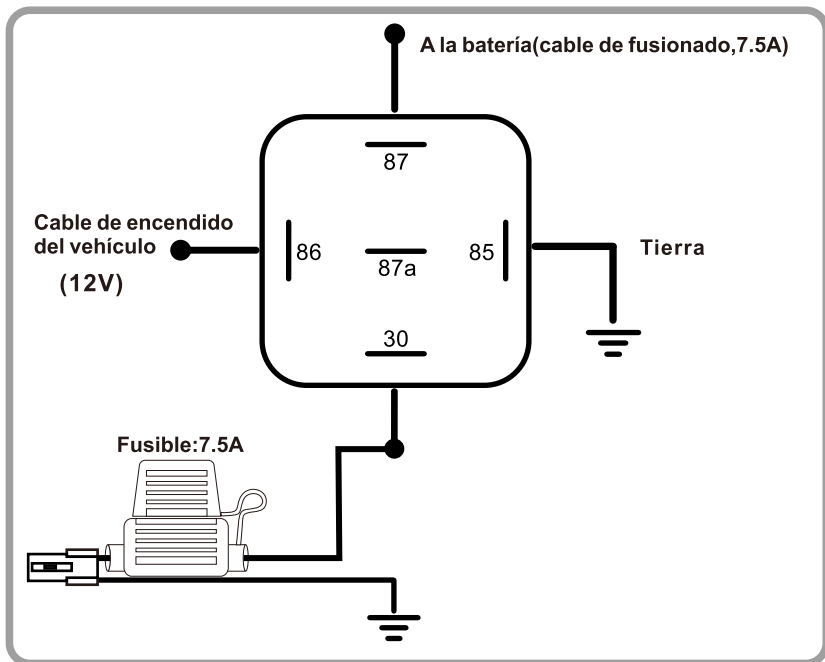 A la batería(cable de fusionado,7.5A)
87
Cable de encendido
del vehículo
(12V)
86
87a
85
Tierra
30
Fusible:7.5A